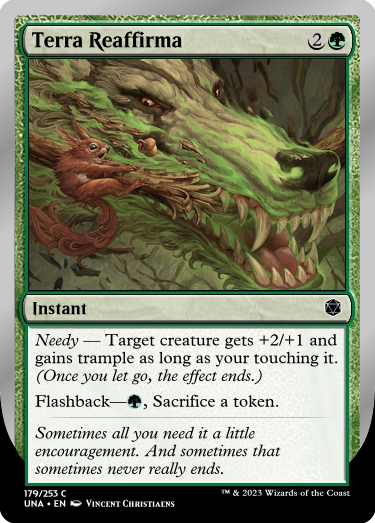 Terra Reaffirma 2
Instant
Needy — Target creature gets +2/+1 and
gains trample as long as your touching it.
(Once you let go, the effect ends.)
Flashback—, Sacrifice a token.
Sometimes all you need it a little
encouragement. And sometimes that
sometimes never really ends.
179/253 C
UNA • EN Vincent Christiaens
™ & 2023 Wizards of the Coast